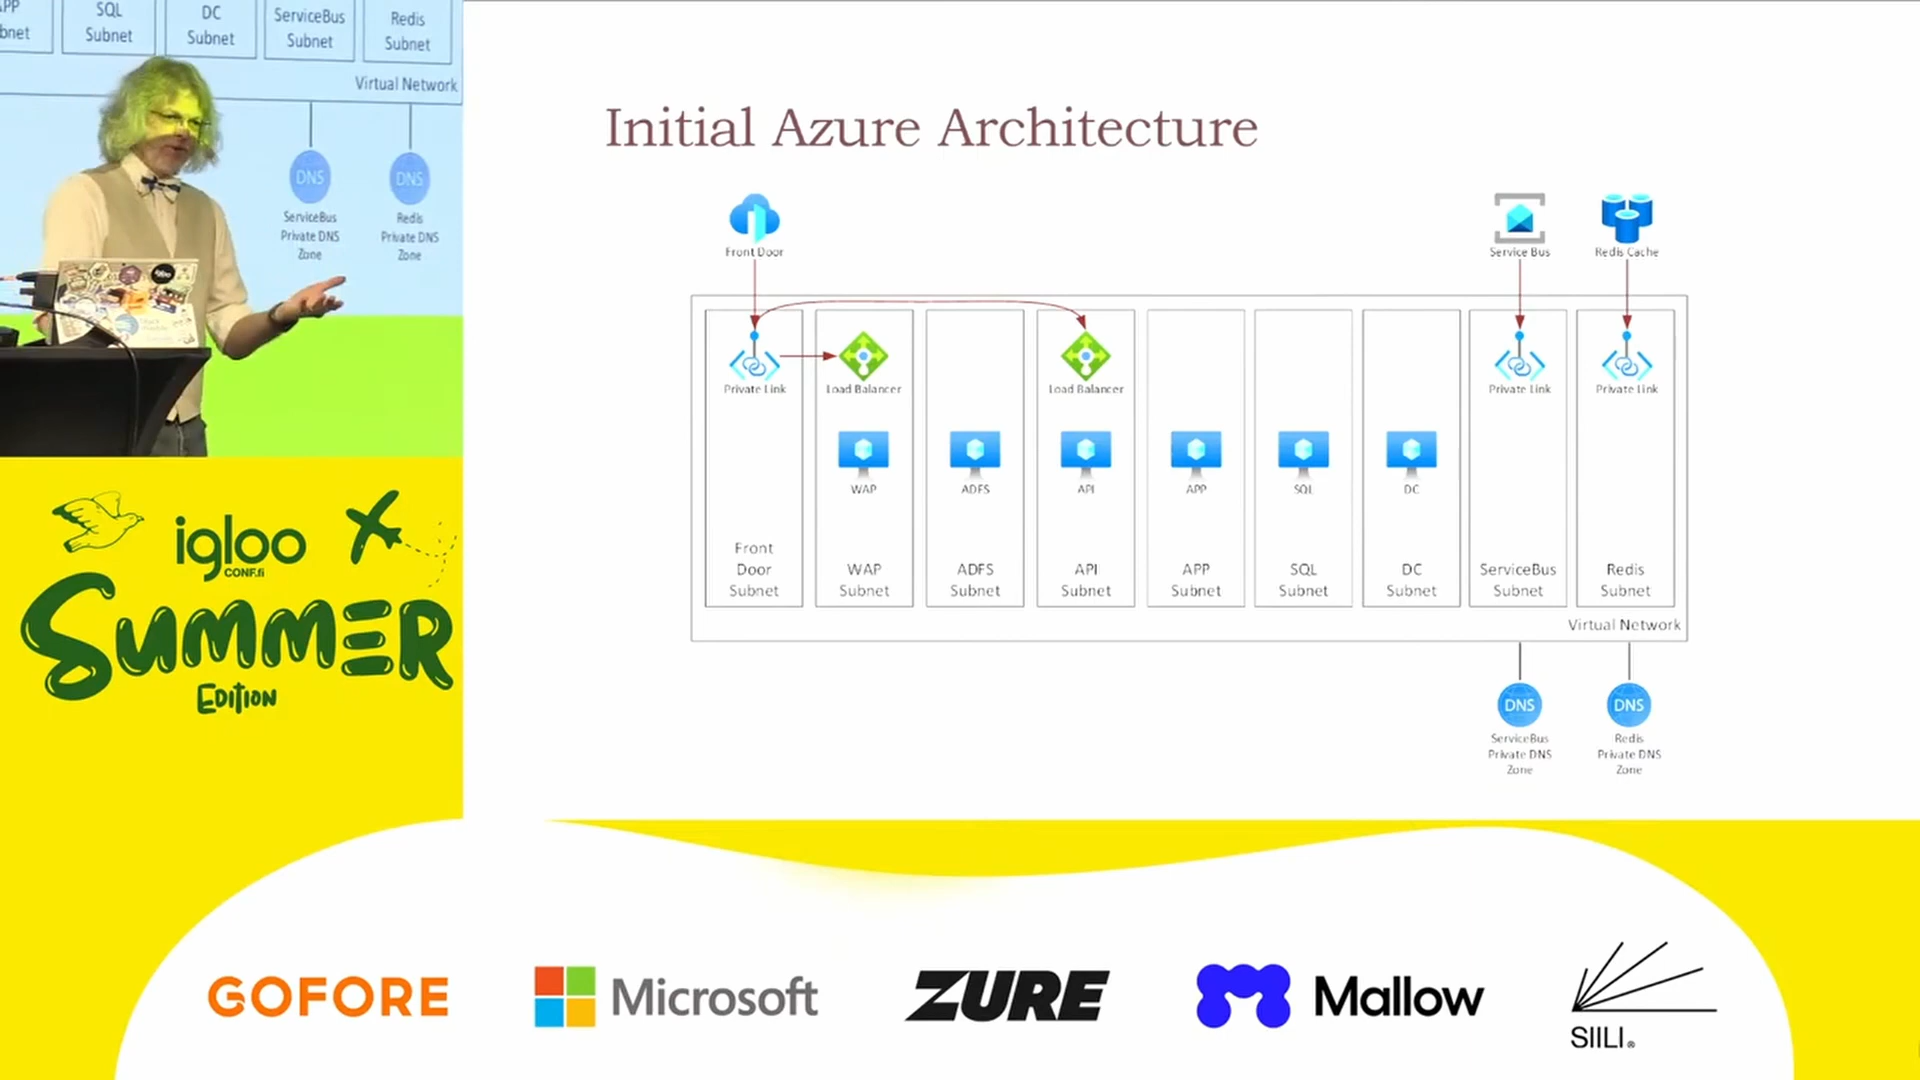 PP
SQL
DC
ServiceBus
Redis
bnet
Subnet
Subnet
Subnet
Subnet
Virtual Network
DNS
DNS
ServiceBus
Private DNS
Zone
Redis
Private DNS
Zone
igloo
CONF.fi
SUMMER
EDITION
Initial Azure Architecture
Front Door
Service Bus
Redis Cache
Private Link
Load Balancer
Load Balancer
Private Link
Private Link
WAP
ADFS
API
APP
SQL
DC
Front
Door
Subnet
WAP
Subnet
ADFS
Subnet
API
Subnet
APP
Subnet
SQL
Subnet
DC
Subnet
ServiceBus
Subnet
Redis
Subnet
Virtual Network
DNS
DNS
ServiceBus
Private DNS
Zone
Redis
Private DNS
Zone
GOFORE
Microsoft
ZURE
Mallow
SIILI®